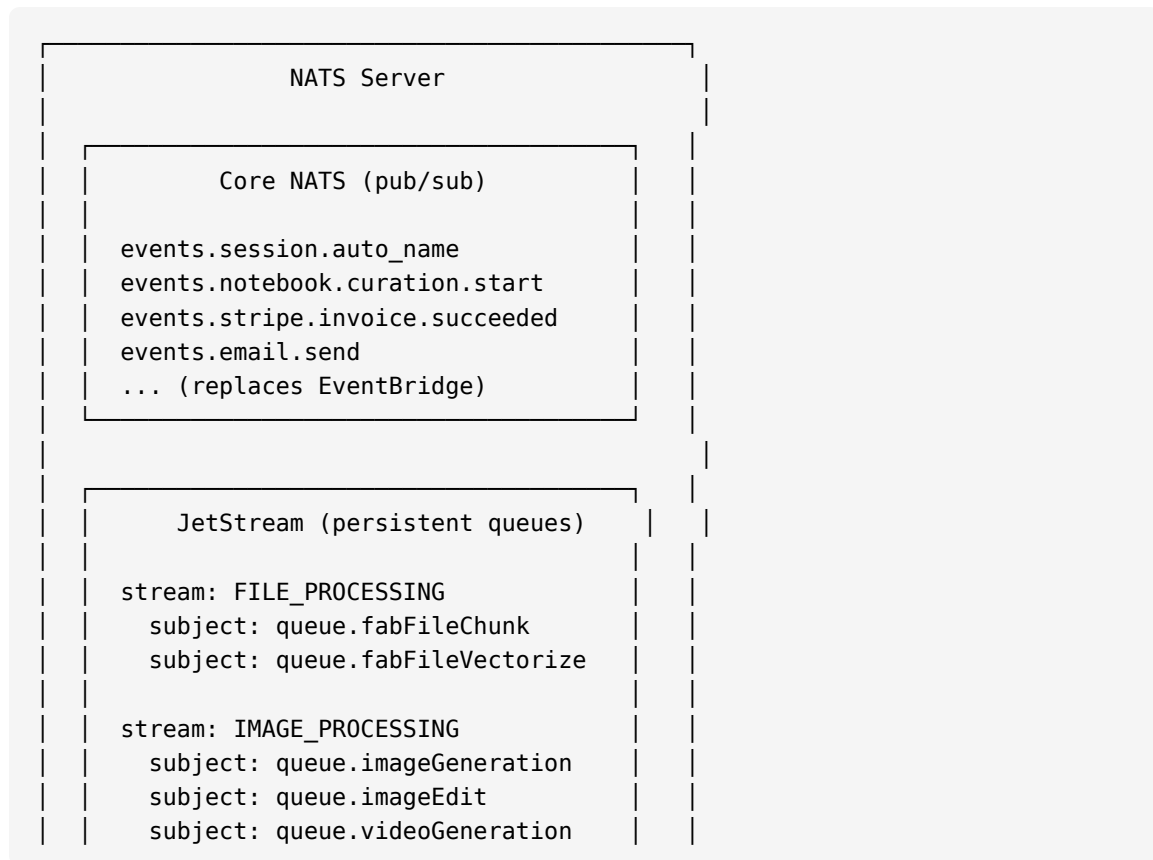 NATS Server
Core NATS (pub/sub)
events.session.auto_name
events.notebook.curation.start
events.stripe.invoice.succeeded
events.email.send
... (replaces EventBridge)
JetStream (persistent queues)
stream: FILE_PROCESSING
subject: queue.fabFileChunk
subject: queue.fabFileVectorize
stream: IMAGE_PROCESSING
subject: queue.imageGeneration
subject: queue.imageEdit
subject: queue.videoGeneration